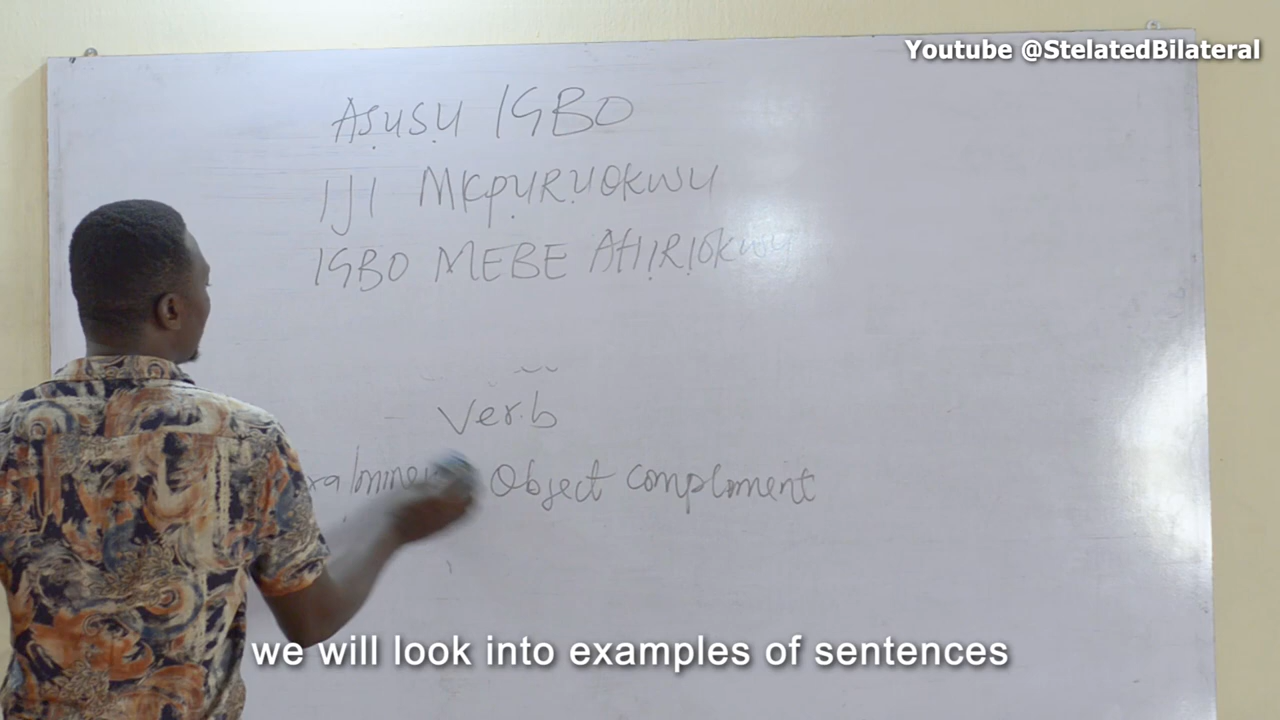 Youtube @StelatedBilateral
ASỤSỤ IGBO
IJI MKPỤRỤOKWU
IGBO MEBE AHỊRỊOKWU
Verb
Object complement
we will look into examples of sentences